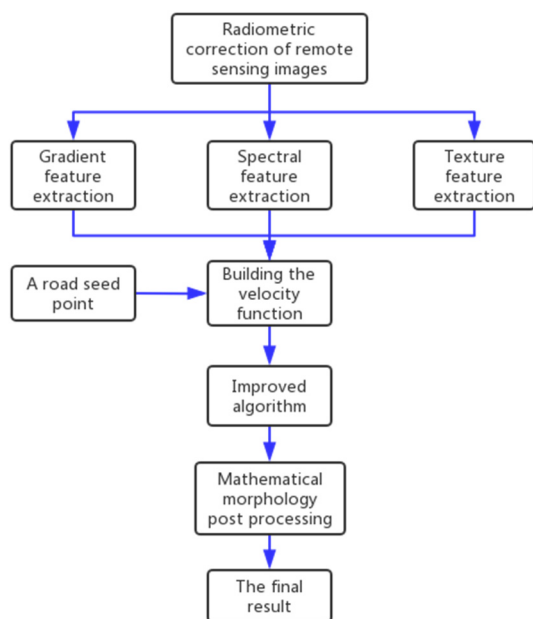 Radiometric
correction of remote
sensing images
Gradient
feature
extraction
Spectral
feature
extraction
Texture
feature
extraction
A road seed
point
Building the
velocity
function
Improved
algorithm
Mathematical
morphology
post processing
The final
result